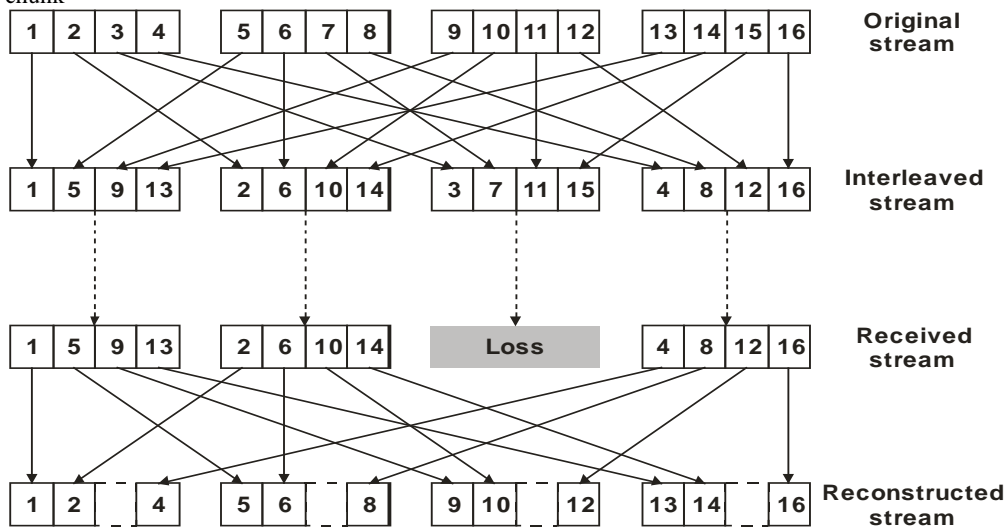 chunk
1 2 3 4 5 6 7 8 9 10 11 12 13 14 15 16 Original
stream
1 5 9 13 2 6 10 14 3 7 11 15 4 8 12 16 Interleaved
stream
1 5 9 13 2 6 10 14 Loss 4 8 12 16 Received
stream
1 2 4 5 6 8 9 10 12 13 14 16 Reconstructed
stream